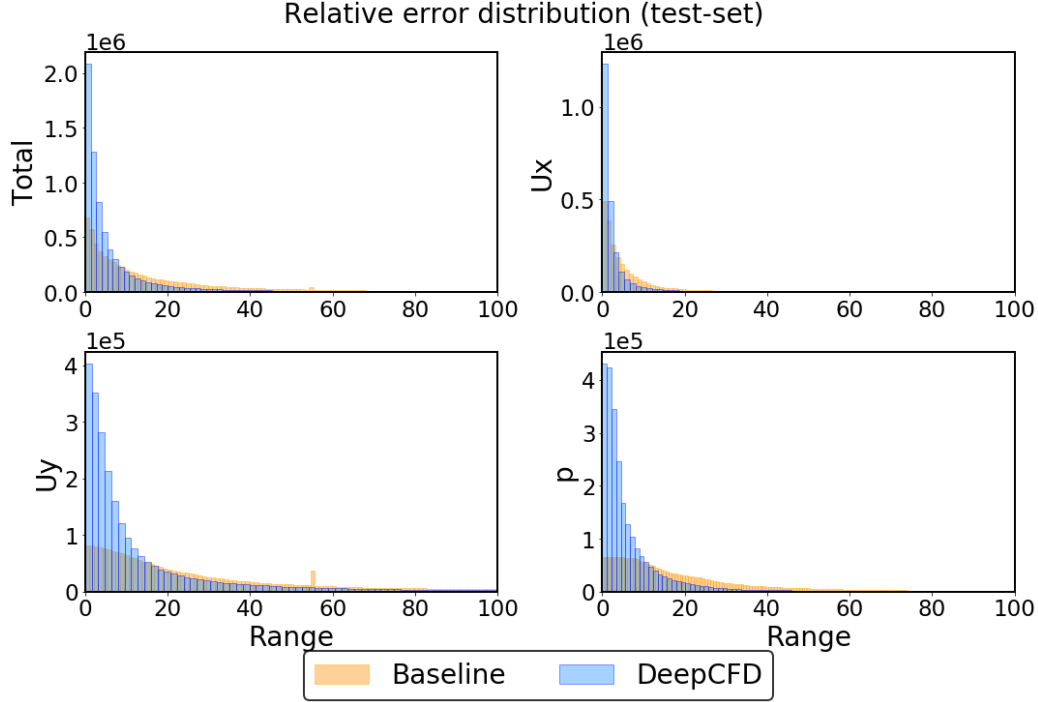 Relative error distribution (test-set)
1e6
Total
2.0
1.5
1.0
0.5
0.0
0 20 40 60 80 100
1e6
Ux
1.0
0.5
0.0
0 20 40 60 80 100
1e5
Uy
4
3
2
1
0
0 20 40 60 80 100
Range
1e5
p
4
3
2
1
0
0 20 40 60 80 100
Range
Baseline DeepCFD